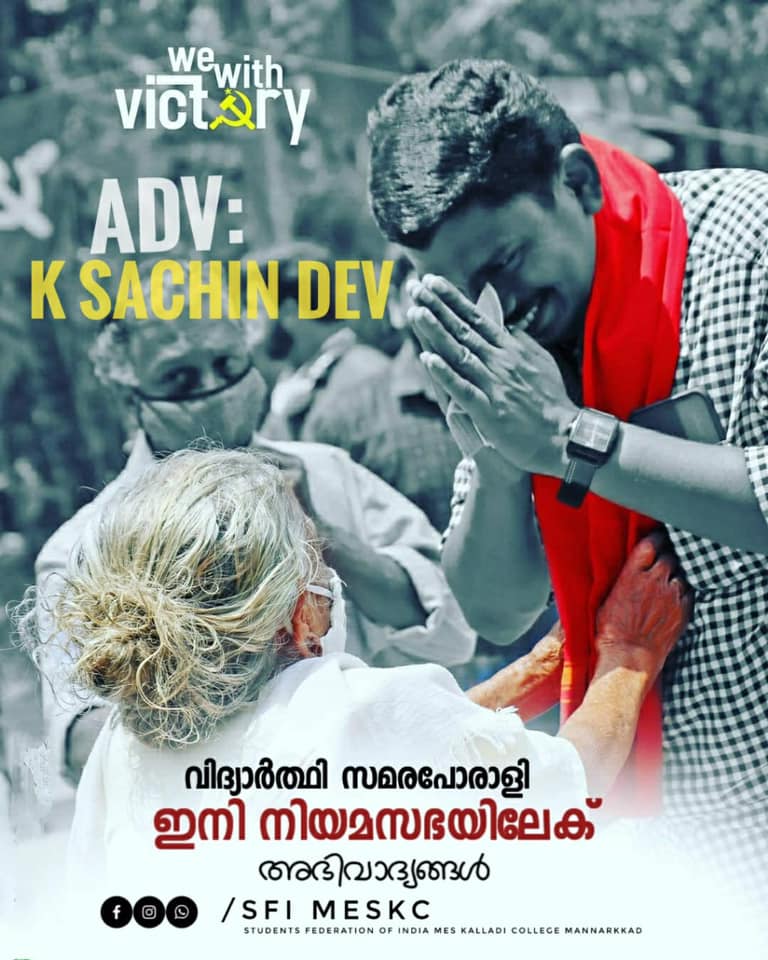 we
with
victory
ADV:
K SACHIN DEV
വിദ്യാർത്ഥി സമരപോരാളി
ഇനി നിയമസഭയിലേക്
അഭിവാദ്യങ്ങൾ
/SFI MESKC
STUDENTS FEDERATION OF INDIA MES KALLADI COLLEGE MANNARKKAD